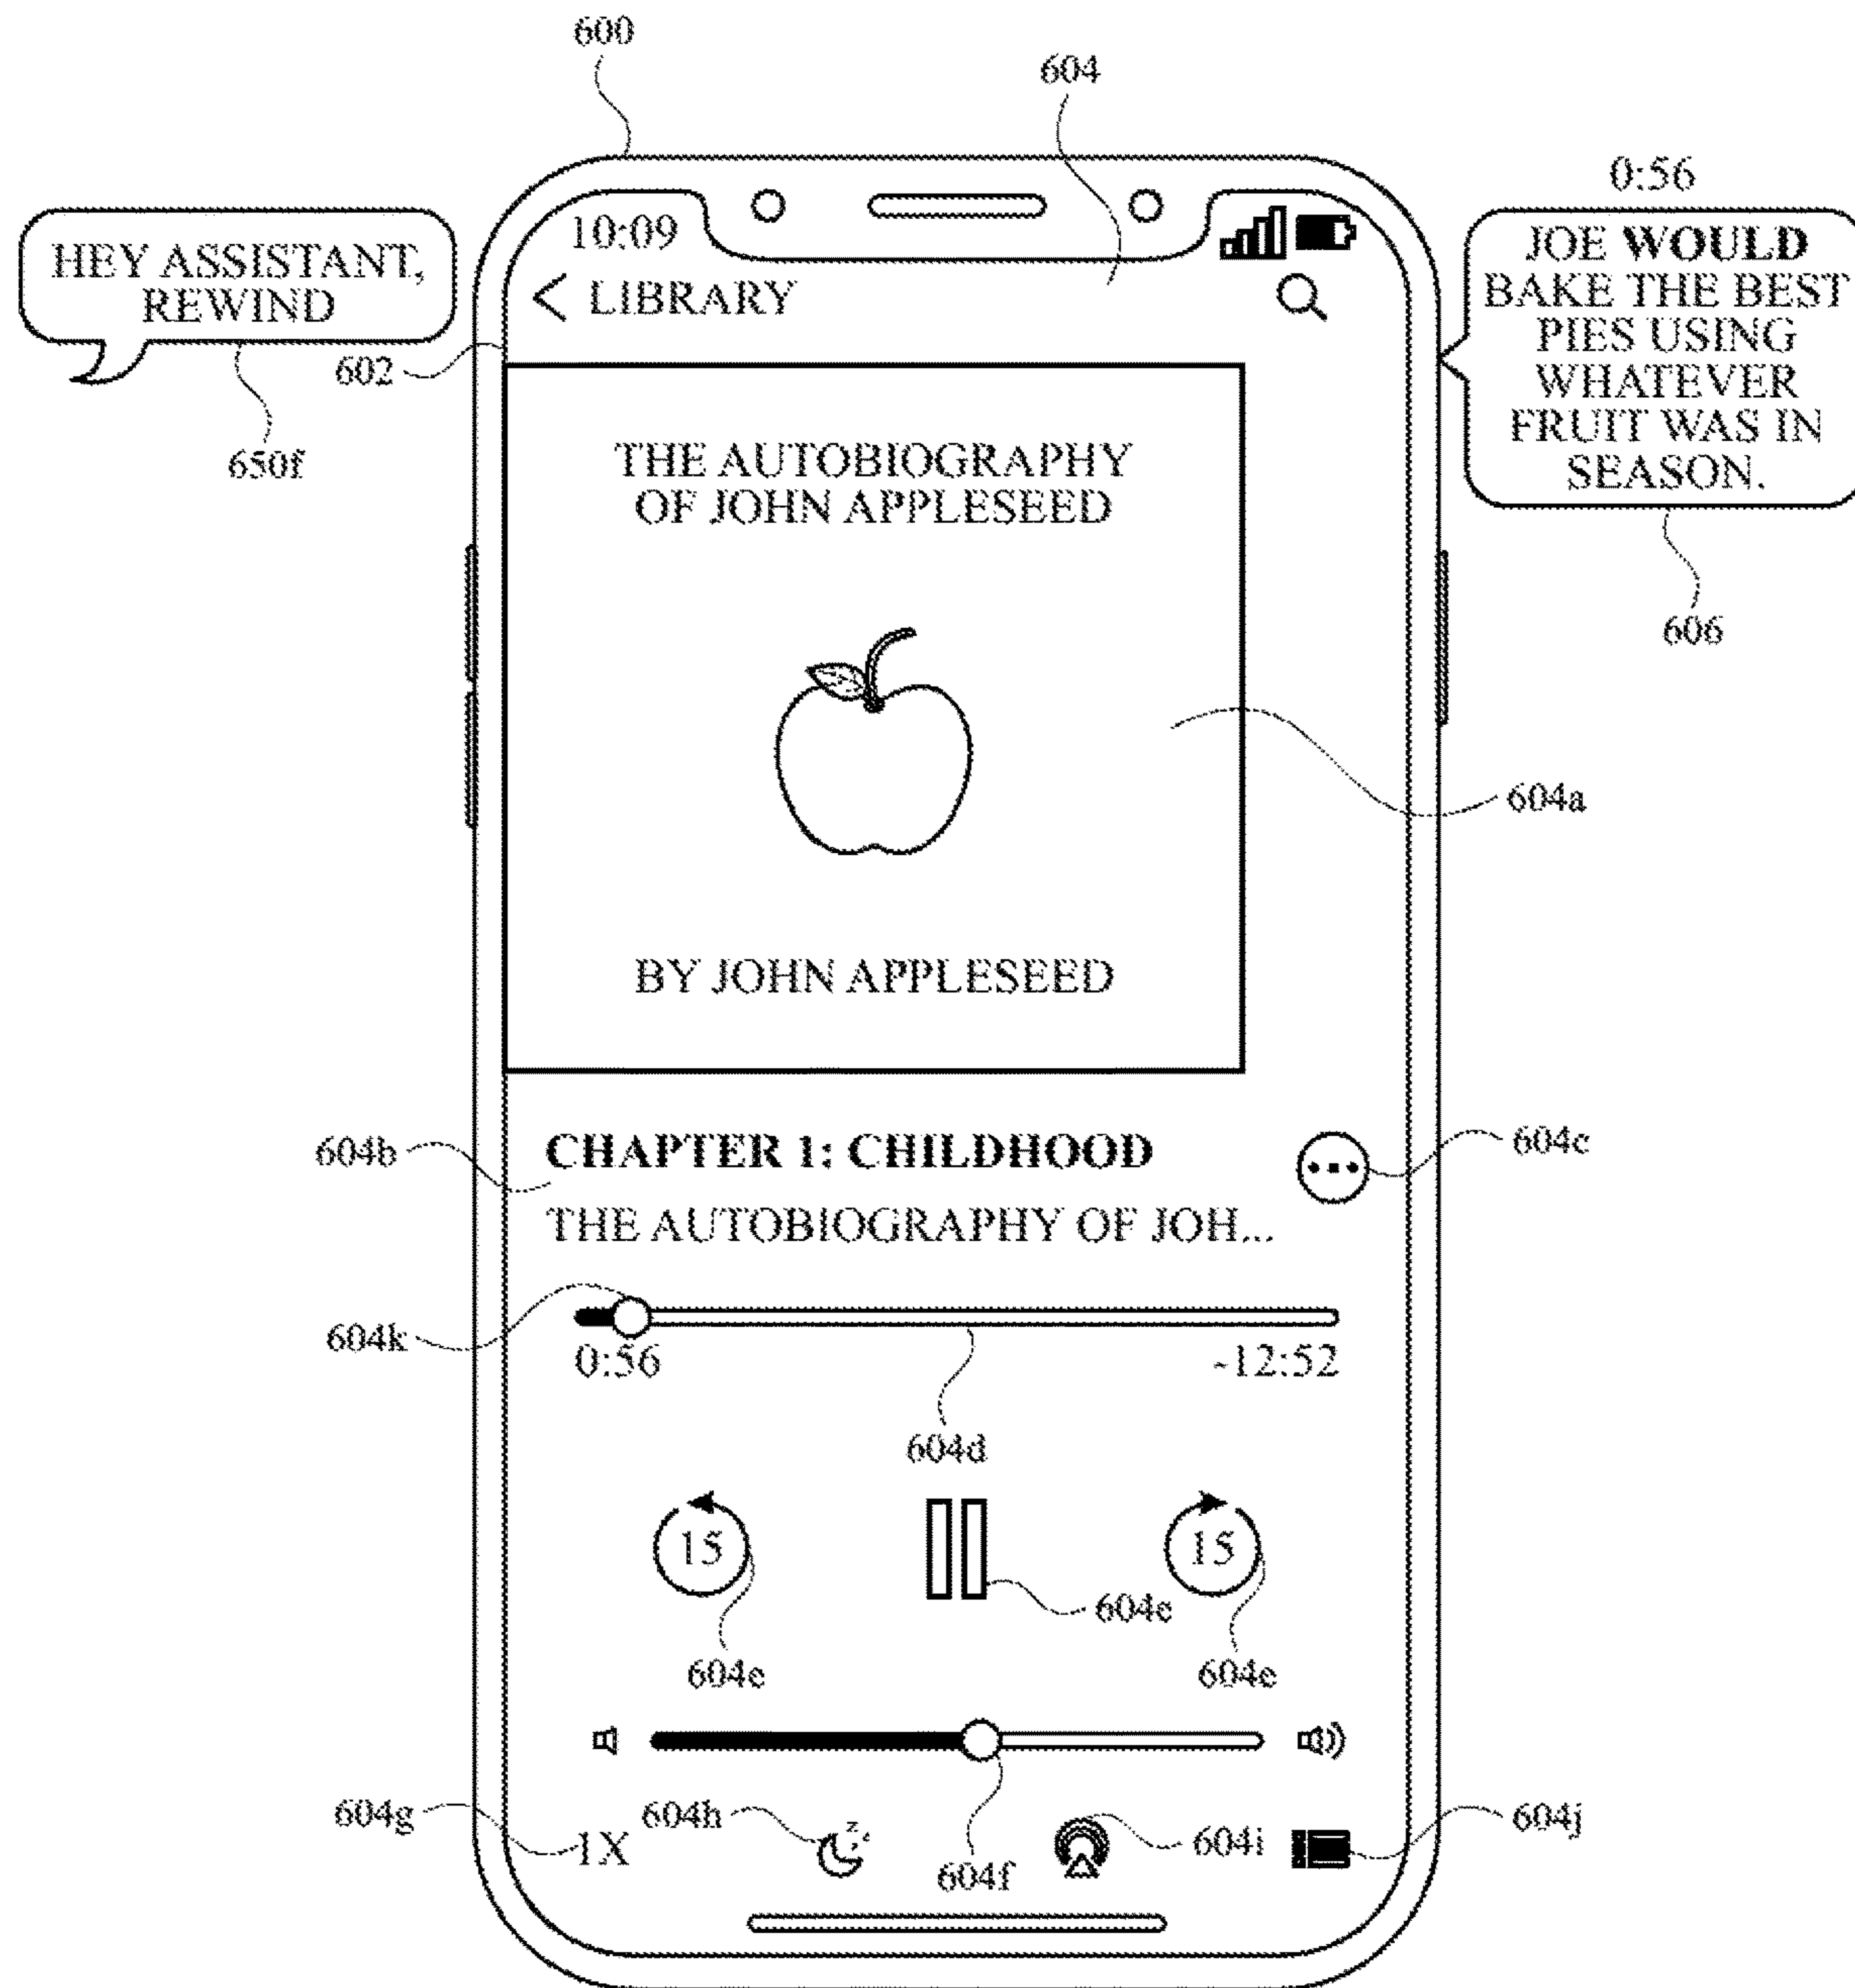 600
604
0:56
HEY ASSISTANT,
REWIND
10:09
LIBRARY
JOE WOULD
BAKE THE BEST
PIES USING
WHATEVER
FRUIT WAS IN
SEASON.
602
650f
606
THE AUTOBIOGRAPHY
OF JOHN APPLESEED
604a
BY JOHN APPLESEED
604b
CHAPTER 1: CHILDHOOD
604c
THE AUTOBIOGRAPHY OF JOH...
604k
0:56
-12:52
604d
15
15
604e
604e
604e
604g
1X
604h
z z
604f
604i
604j